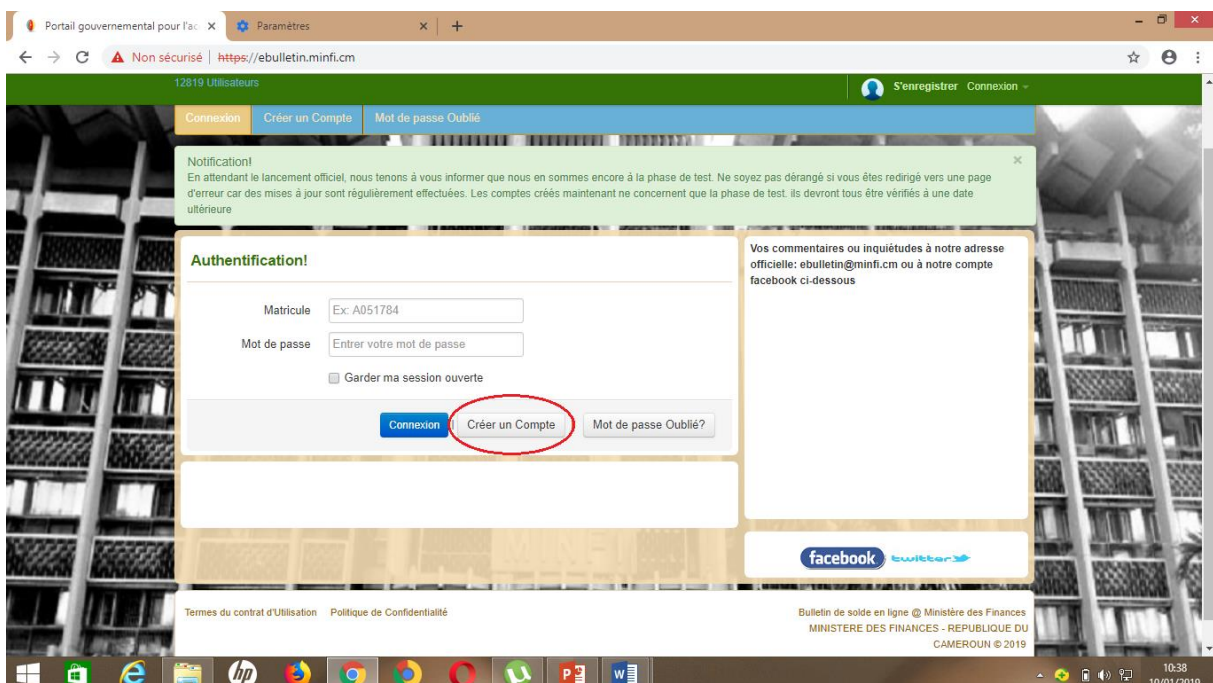 Portail gouvernemental pour l'ac
Paramètres
Non sécurisé
https://ebulletin.minfi.cm
12819 Utilisateurs
S'enregistrer Connexion
Connexion Créer un Compte Mot de passe Oublié
Notification!
En attendant le lancement officiel, nous tenons à vous informer que nous en sommes encore à la phase de test. Ne soyez pas dérangé si vous êtes redirigé vers une page
d'erreur car des mises à jour sont régulièrement effectuées. Les comptes créés maintenant ne concernent que la phase de test. ils devront tous être vérifiés à une date
ultérieure
Authentification!
Matricule Ex: A051784
Mot de passe Entrer votre mot de passe
Garder ma session ouverte
Connexion Créer un Compte Mot de passe Oublié?
Vos commentaires ou inquiétudes à notre adresse
officielle: ebulletin@minfi.cm ou à notre compte
facebook ci-dessous
facebook twitter
Termes du contrat d'Utilisation Politique de Confidentialité
Bulletin de solde en ligne @ Ministère des Finances
MINISTERE DES FINANCES - REPUBLIQUE DU
CAMEROUN © 2019
hp
10:38
10/01/2019